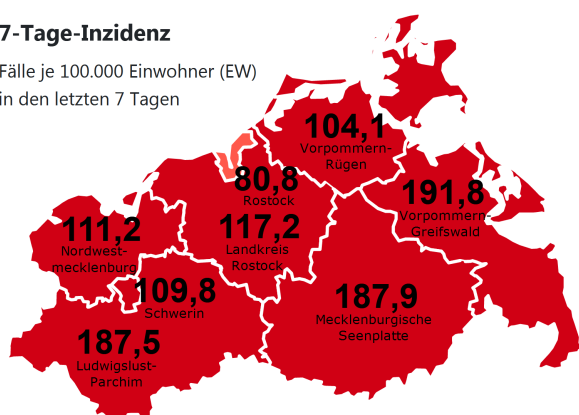 7-Tage-Inzidenz
Fälle je 100.000 Einwohner (EW)
in den letzten 7 Tagen
104,1
Vorpommern-
Rügen
80,8
Rostock
191,8
Vorpommern-
Greifswald
111,2
Nordwest-
mecklenburg
117,2
Landkreis
Rostock
109,8
Schwerin
187,9
Mecklenburgische
Seenplatte
187,5
Ludwigslust-
Parchim